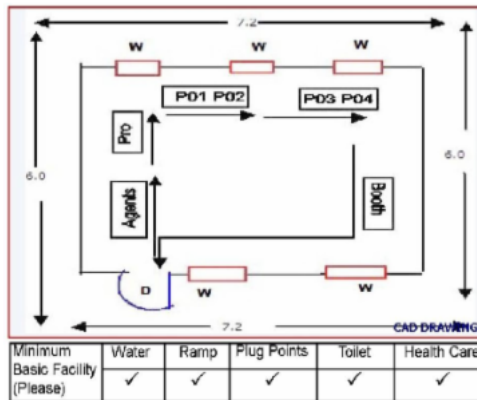 7.2
W W W
P01 P02 P03 P04
6.0 Pro 6.0
Agents Booth
D W W
7.2 CAD DRAWING
Minimum Basic Facility (Please) Water Ramp Plug Points Toilet Health Care
✓ ✓ ✓ ✓ ✓